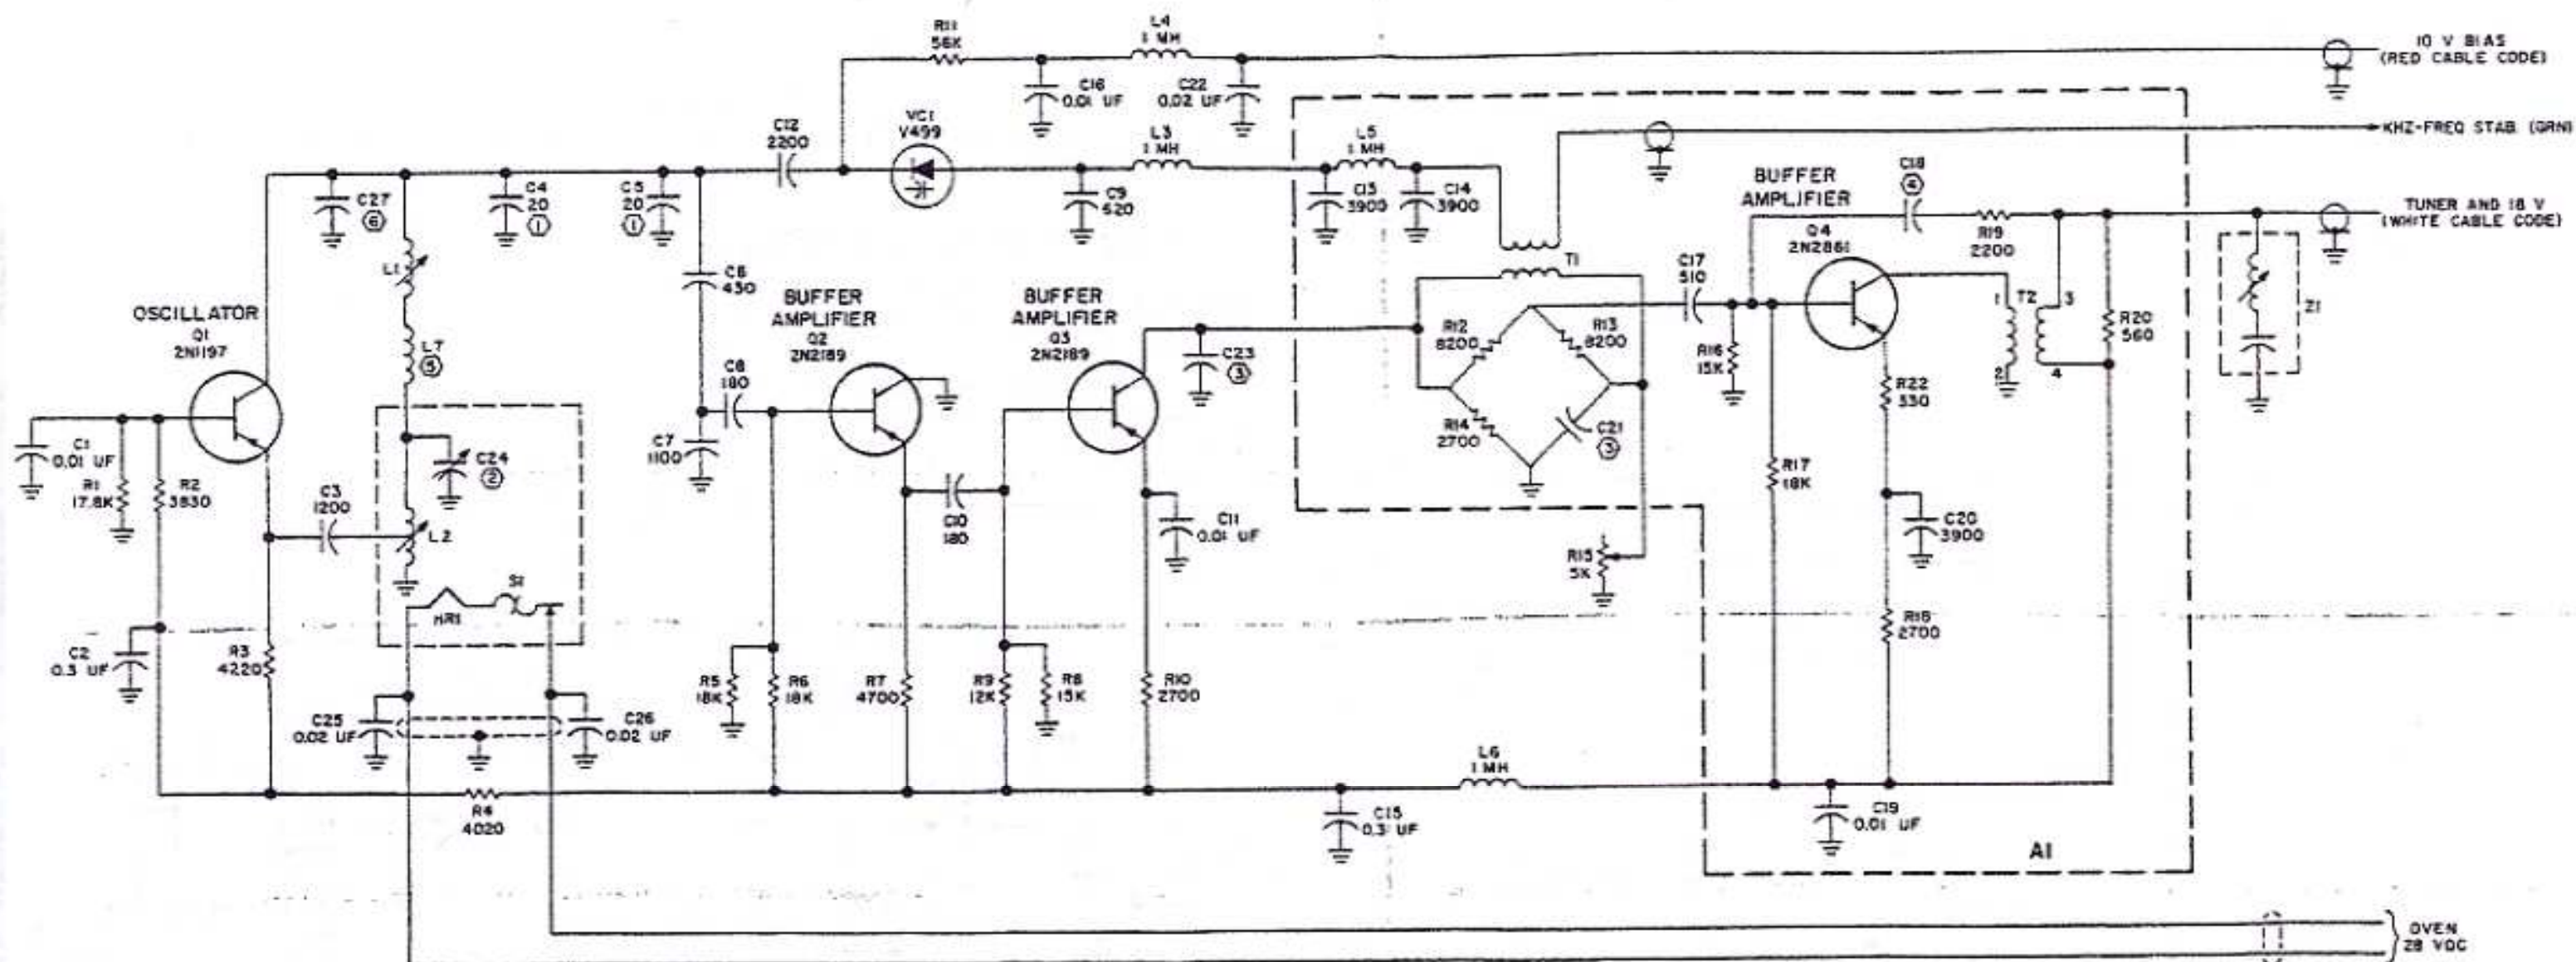 R11
56K
L4
1 MH
C16
0.01 UF
C22
0.02 UF
10 V BIAS
(RED CABLE CODE)
KHZ-FREQ STAB. (GRN)
TUNER AND 18 V
(WHITE CABLE CODE)
C12
2200
VC1
V499
L3
1 MH
L5
1 MH
C9
620
C13
3900
C14
3900
C27
6
C4
20
1
C5
20
1
L1
L7
5
C6
430
C7
1100
C8
180
OSCILLATOR
Q1
2N1197
BUFFER
AMPLIFIER
Q2
2N2189
BUFFER
AMPLIFIER
Q3
2N2189
C23
3
T1
R12
8200
R13
8200
R14
2700
C21
3
R15
5K
C17
510
R16
15K
BUFFER
AMPLIFIER
Q4
2N2861
C18
4
R19
2200
T2
1
2
3
4
R20
560
Z1
R22
330
R17
18K
C20
3900
R18
2700
C1
0.01 UF
R1
17.8K
R2
3830
C3
1200
C24
2
L2
HR1
S1
C2
0.3 UF
R3
4220
C25
0.02 UF
C26
0.02 UF
R4
4020
R5
18K
R6
18K
R7
4700
C10
180
R9
12K
R8
15K
C11
0.01 UF
R10
2700
C15
0.3 UF
L6
1 MH
C19
0.01 UF
A1
OVEN
28 VDC